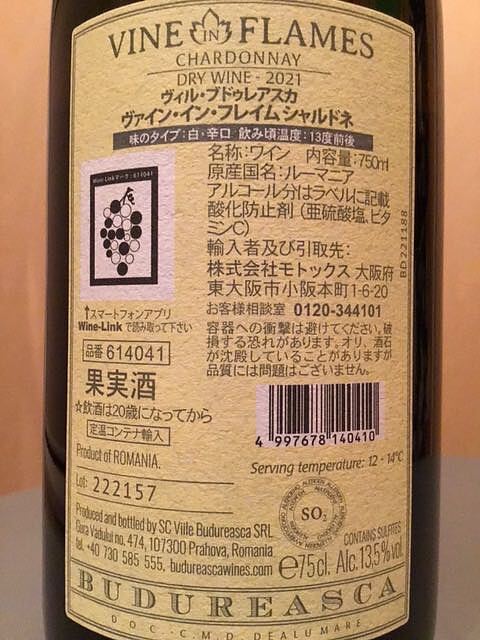 VINE IN FLAMES
CHARDONNAY
DRY WINE - 2021
ヴィル・ブドゥレアスカ
ヴァイン・イン・フレイム シャルドネ
味のタイプ:白・辛口 飲み頃温度:13度前後
Wine-Linkマーク:614041
名称:ワイン 内容量:750ml
原産国名:ルーマニア
アルコール分はラベルに記載
酸化防止剤(亜硫酸塩、ビタ
ミンC)
輸入者及び引取先:
株式会社モトックス 大阪府
東大阪市小阪本町1-6-20
お客様相談室 0120-344101
容器への衝撃は避けてください。破
損する恐れがあります。オリ、酒石
が沈殿していることがありますが
品質には問題はございません。
BD221188
↑スマートフォンアプリ
Wine-Link で読み取って下さい
品番 614041
果実酒
☆飲酒は20歳になってから
定温コンテナ輸入
4 997678 140410
Product of ROMANIA.
Lot: 222157
Serving temperature: 12 - 14°C
SO2
Produced and bottled by SC Viile Budureasca SRL
Gura Vadului no. 474, 107300 Prahova, Romania
tel. +40 730 585 555, budureascawines.com
CONTAINS SULFITES
e75cl. Alc.13,5%vol.
BUDUREASCA
DOC-C.M.D. DEALU MARE